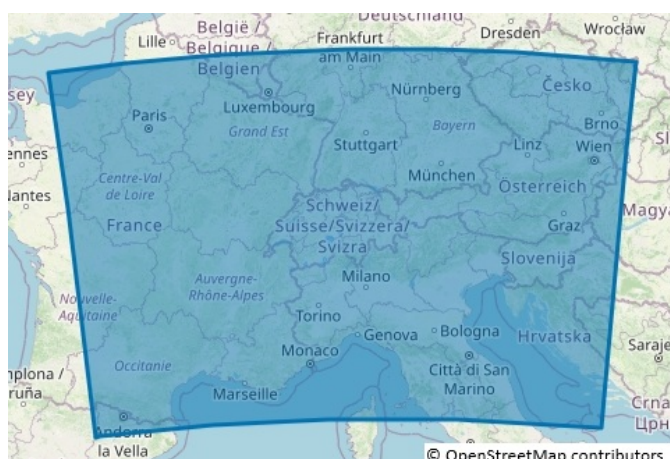 Deutschland
België /
Lille
Belgique /
Belgien
Frankfurt
am Main
Dresden
Wrocław
Luxembourg
Nürnberg
Česko
sey
Paris
Grand Est
Stuttgart
Bayern
Brno
Linz
Wien
ennes
München
Centre-Val
de Loire
Österreich
Nantes
Schweiz/
Suisse/Svizzera/
Svizra
France
Graz
Magya
Slovenija
Auvergne-
Rhône-Alpes
Milano
Nouvelle-
Aquitaine
Torino
Genova
Bologna
Hrvatska
Monaco
Saraje
Occitanie
Città di San
Marino
mplona /
ruña
Marseille
Crna
Црн
Andorra
la Vella
© OpenStreetMap contributors